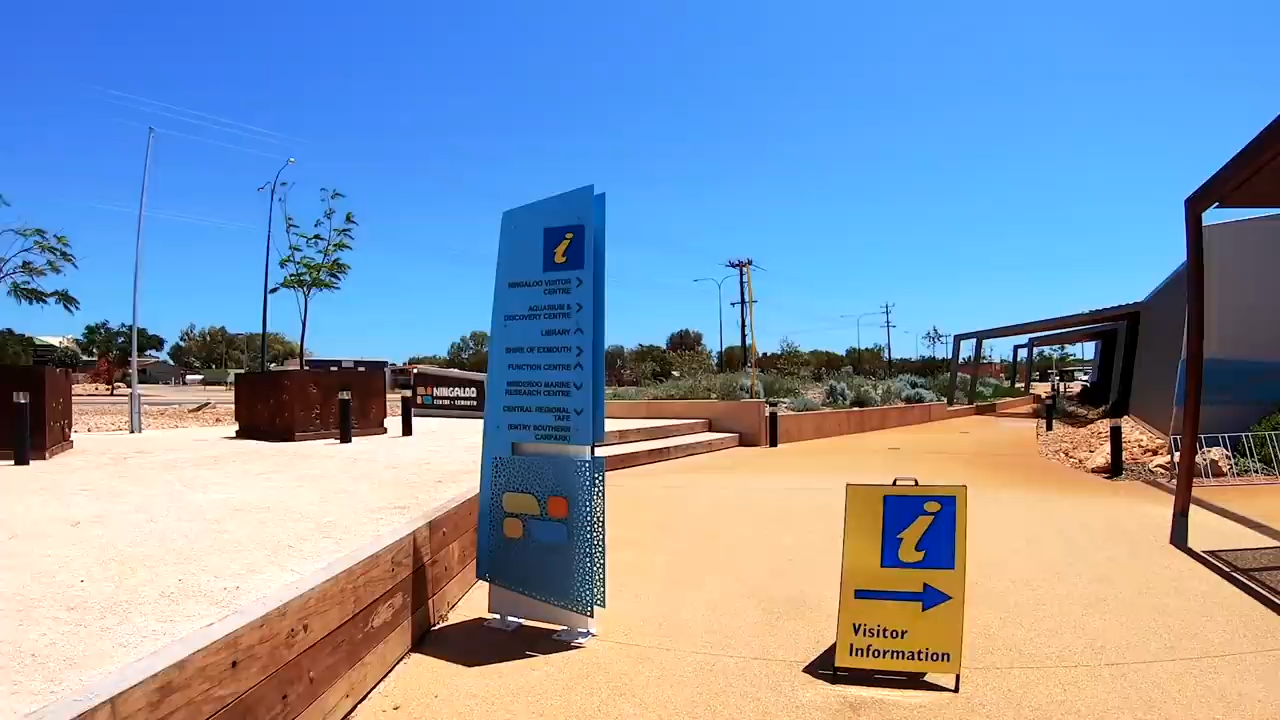 i
NINGALOO VISITOR
CENTRE
AQUARIUM &
DISCOVERY CENTRE
LIBRARY
SHIRE OF EXMOUTH
FUNCTION CENTRE
MINDEROO MARINE
RESEARCH CENTRE
CENTRAL REGIONAL
TAFE
(ENTRY SOUTHERN
CARPARK)
NINGALOO
CENTRE • EXMOUTH
i
Visitor
Information